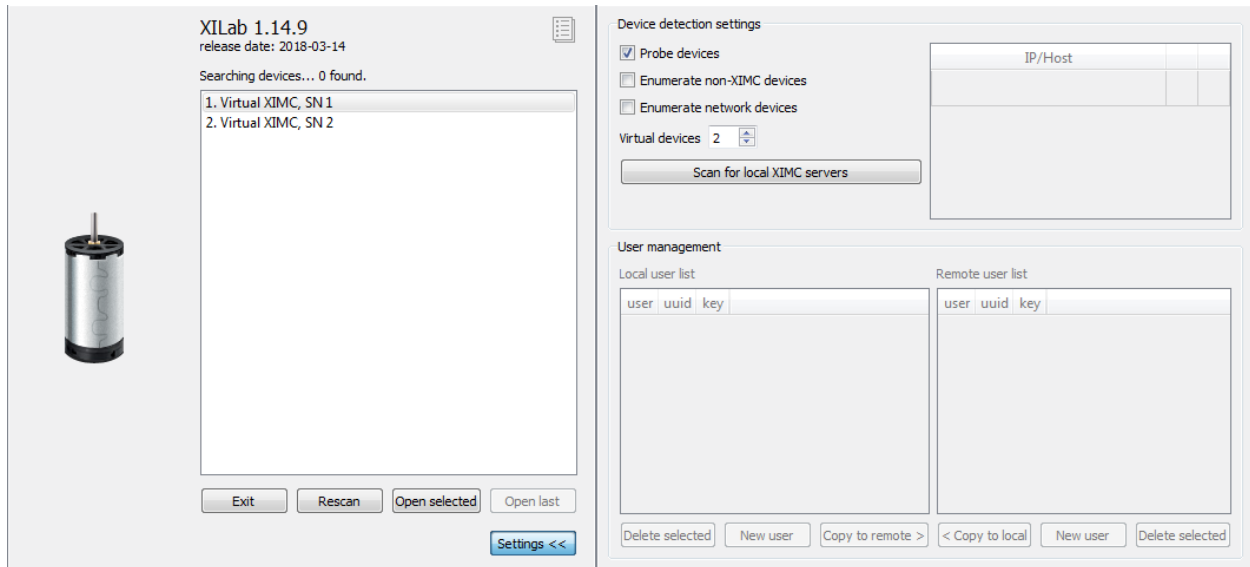 XILab 1.14.9
release date: 2018-03-14
Searching devices... 0 found.
1. Virtual XIMC, SN 1
2. Virtual XIMC, SN 2
Exit
Rescan
Open selected
Open last
Settings <<
Device detection settings
Probe devices
Enumerate non-XIMC devices
Enumerate network devices
Virtual devices 2
Scan for local XIMC servers
IP/Host
User management
Local user list
user uuid key
Remote user list
user uuid key
Delete selected
New user
Copy to remote >
< Copy to local
New user
Delete selected